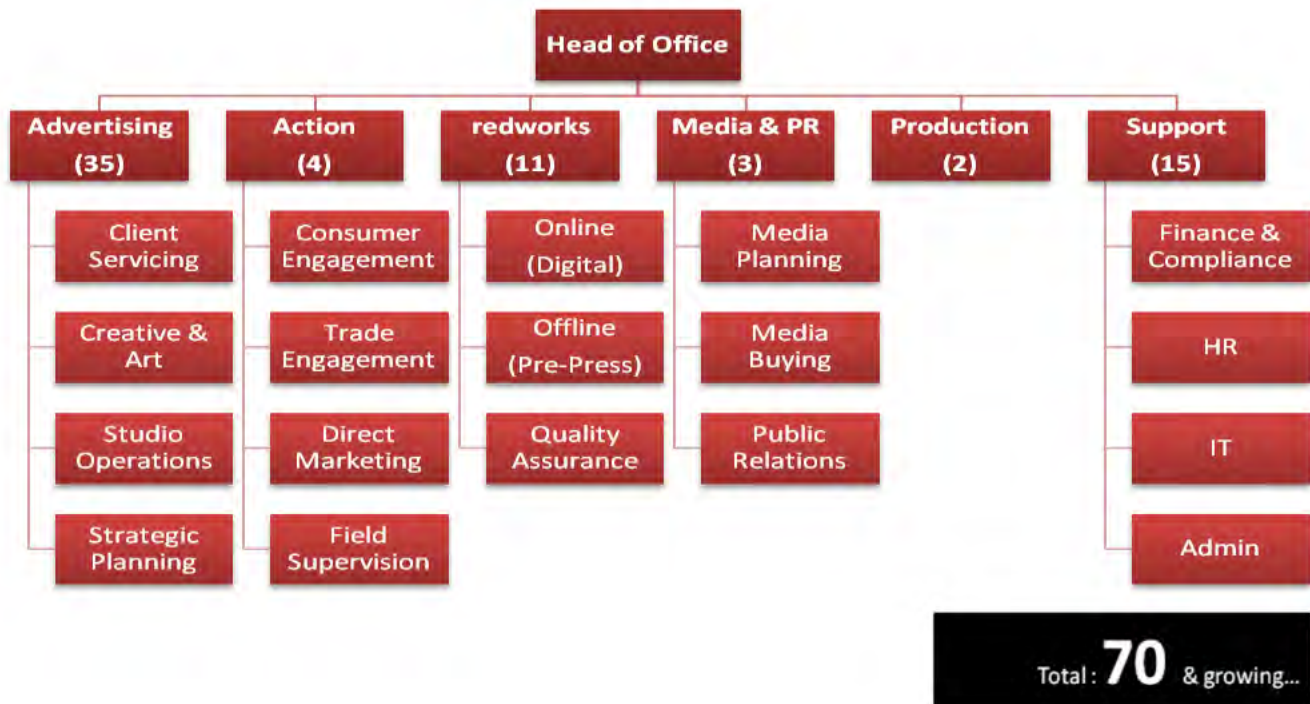 Head of Office
Advertising
(35)
Action
(4)
redworks
(11)
Media & PR
(3)
Production
(2)
Support
(15)
Client
Servicing
Creative &
Art
Studio
Operations
Strategic
Planning
Consumer
Engagement
Trade
Engagement
Direct
Marketing
Field
Supervision
Online
(Digital)
Offline
(Pre-Press)
Quality
Assurance
Media
Planning
Media
Buying
Public
Relations
Finance &
Compliance
HR
IT
Admin
Total : 70 & growing...